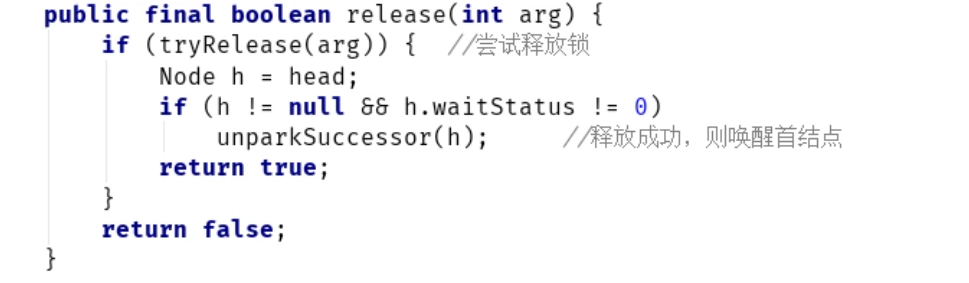 public final boolean release(int arg) {
    if (tryRelease(arg)) {  //尝试释放锁
        Node h = head;
        if (h != null && h.waitStatus != 0)
            unparkSuccessor(h);     //释放成功，则唤醒首结点
        return true;
    }
    return false;
}